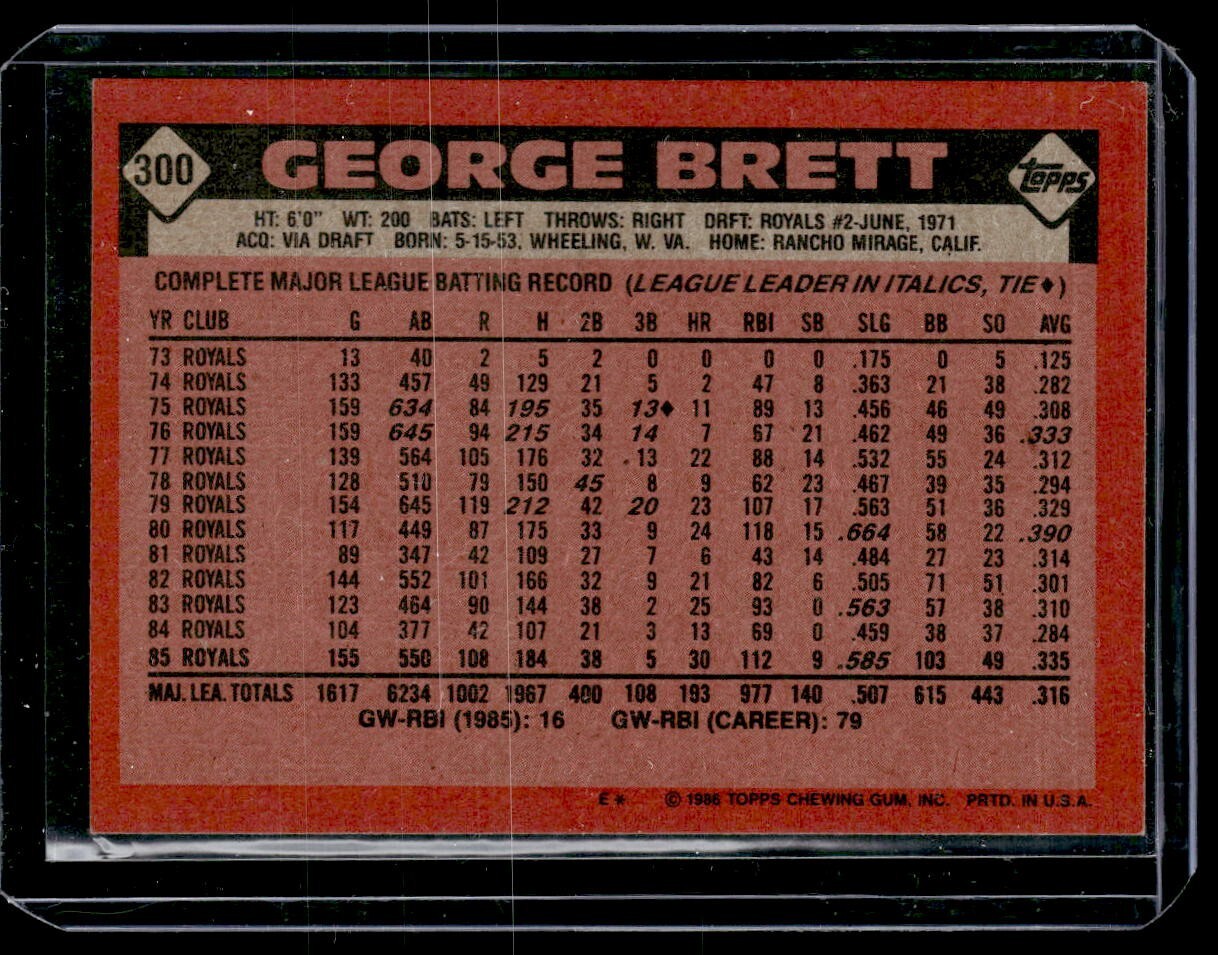 300 GEORGE BRETT topps
HT: 6'0" WT: 200 BATS: LEFT THROWS: RIGHT DRFT: ROYALS #2-JUNE, 1971
ACQ: VIA DRAFT BORN: 5-15-53, WHEELING, W. VA. HOME: RANCHO MIRAGE, CALIF.
COMPLETE MAJOR LEAGUE BATTING RECORD (LEAGUE LEADER IN ITALICS, TIE♦)
YR CLUB G AB R H 2B 3B HR RBI SB SLG BB SO AVG
73 ROYALS 13 40 2 5 2 0 0 0 0 .175 0 5 .125
74 ROYALS 133 457 49 129 21 5 2 47 8 .363 21 38 .282
75 ROYALS 159 634 84 195 35 13♦ 11 89 13 .456 46 49 .308
76 ROYALS 159 645 94 215 34 14 7 67 21 .462 49 36 .333
77 ROYALS 139 564 105 176 32 13 22 88 14 .532 55 24 .312
78 ROYALS 128 510 79 150 45 8 9 62 23 .467 39 35 .294
79 ROYALS 154 645 119 212 42 20 23 107 17 .563 51 36 .329
80 ROYALS 117 449 87 175 33 9 24 118 15 .664 58 22 .390
81 ROYALS 89 347 42 109 27 7 6 43 14 .484 27 23 .314
82 ROYALS 144 552 101 166 32 9 21 82 6 .505 71 51 .301
83 ROYALS 123 464 90 144 38 2 25 93 0 .563 57 38 .310
84 ROYALS 104 377 42 107 21 3 13 69 0 .459 38 37 .284
85 ROYALS 155 550 108 184 38 5 30 112 9 .585 103 49 .335
MAJ. LEA. TOTALS 1617 6234 1002 1967 400 108 193 977 140 .507 615 443 .316
GW-RBI (1985): 16 GW-RBI (CAREER): 79
E * © 1986 TOPPS CHEWING GUM, INC. PRTD. IN U.S.A.